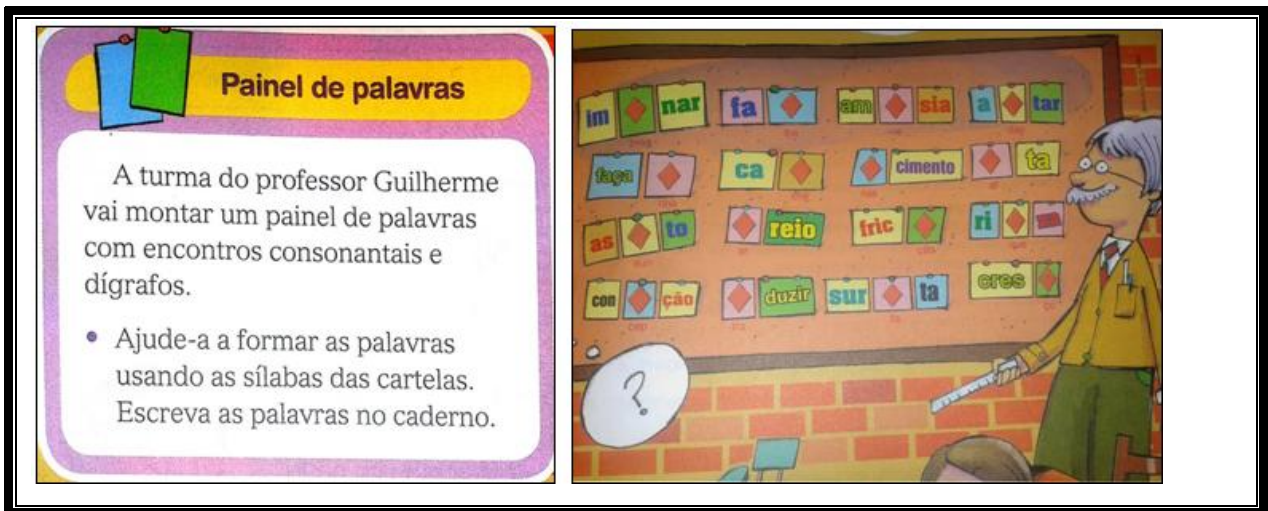 Painel de palavras
A turma do professor Guilherme
vai montar um painel de palavras
com encontros consonantais e
dígrafos.
• Ajude-a a formar as palavras
usando as sílabas das cartelas.
Escreva as palavras no caderno.
im nar fa am sia a tar
faça ca cimento ta
as to reio fric ri
con ção duzir sur ta cres
?